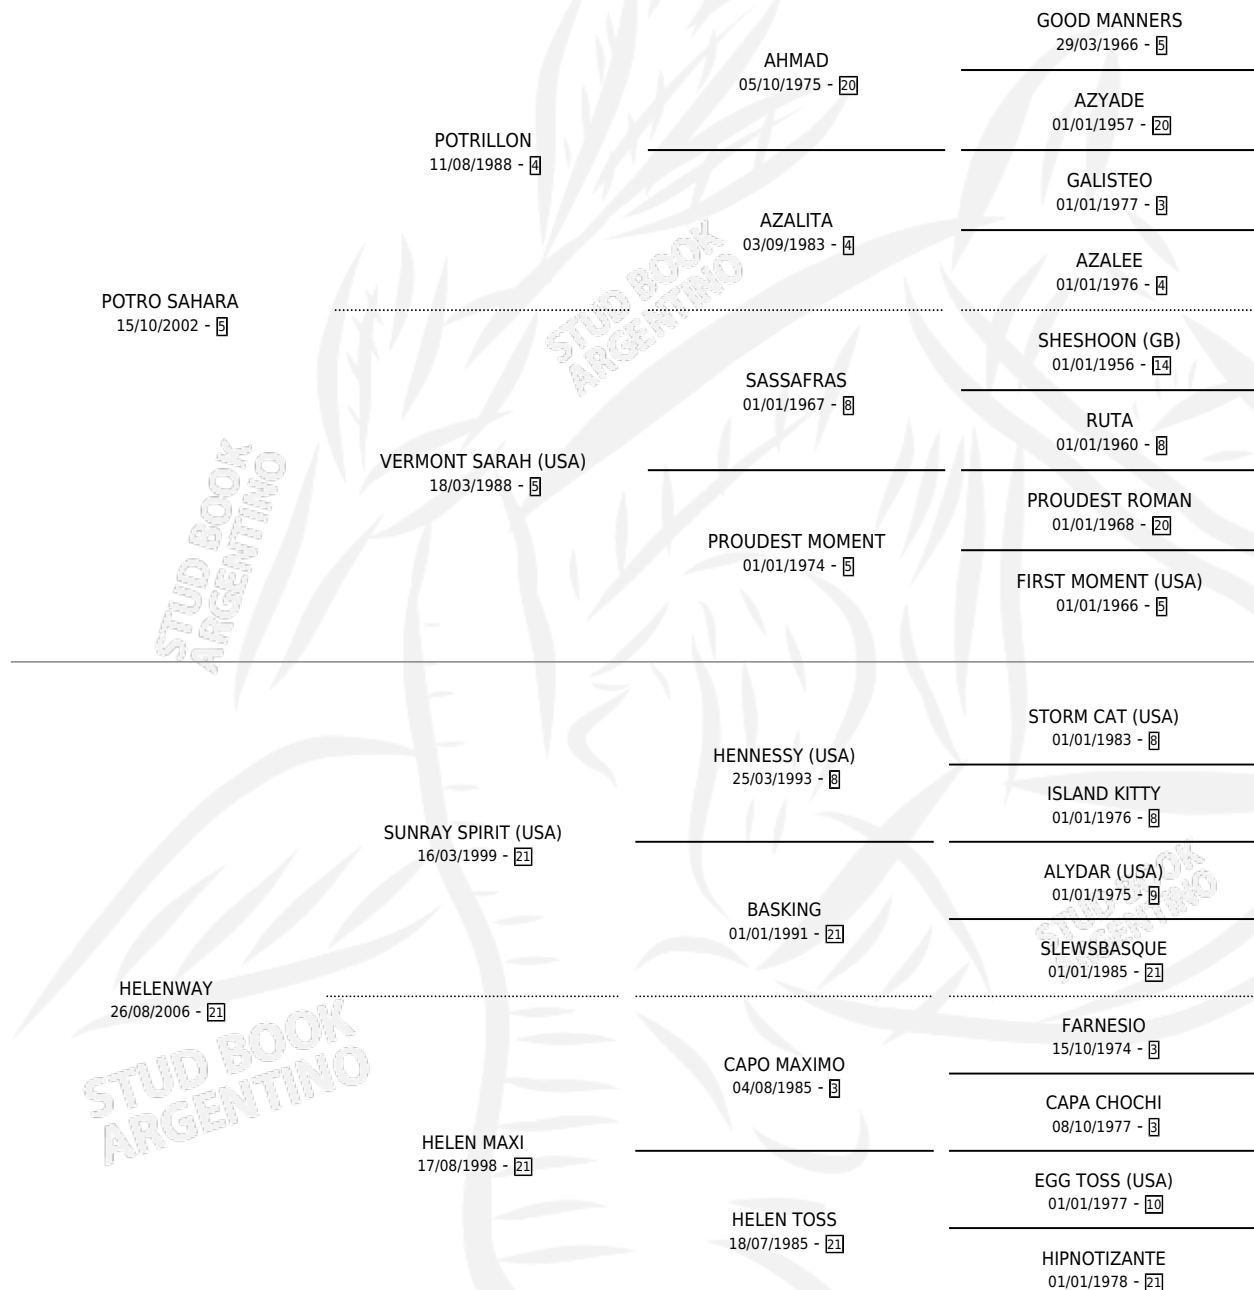 GOOD MANNERS
29/03/1966 - 5
AHMAD
05/10/1975 - 20
AZYADE
01/01/1957 - 20
POTRILLON
11/08/1988 - 4
GALISTEO
01/01/1977 - 3
AZALITA
03/09/1983 - 4
AZALEE
01/01/1976 - 4
POTRO SAHARA
15/10/2002 - 5
SHESHOON (GB)
01/01/1956 - 14
SASSAFRAS
01/01/1967 - 8
RUTA
01/01/1960 - 8
VERMONT SARAH (USA)
18/03/1988 - 5
PROUDEST ROMAN
01/01/1968 - 20
PROUDEST MOMENT
01/01/1974 - 5
FIRST MOMENT (USA)
01/01/1966 - 5
STORM CAT (USA)
01/01/1983 - 8
HENNESSY (USA)
25/03/1993 - 8
ISLAND KITTY
01/01/1976 - 8
SUNRAY SPIRIT (USA)
16/03/1999 - 21
ALYDAR (USA)
01/01/1975 - 9
BASKING
01/01/1991 - 21
SLEWSBASQUE
01/01/1985 - 21
HELENWAY
26/08/2006 - 21
FARNESIO
15/10/1974 - 3
CAPO MAXIMO
04/08/1985 - 3
CAPA CHOCHI
08/10/1977 - 3
HELEN MAXI
17/08/1998 - 21
EGG TOSS (USA)
01/01/1977 - 10
HELEN TOSS
18/07/1985 - 21
HIPNOTIZANTE
01/01/1978 - 21
STUD BOOK
ARGENTINO
STUD BOOK
ARGENTINO
STUD BOOK
ARGENTINO
STUD BOOK
ARGENTINO